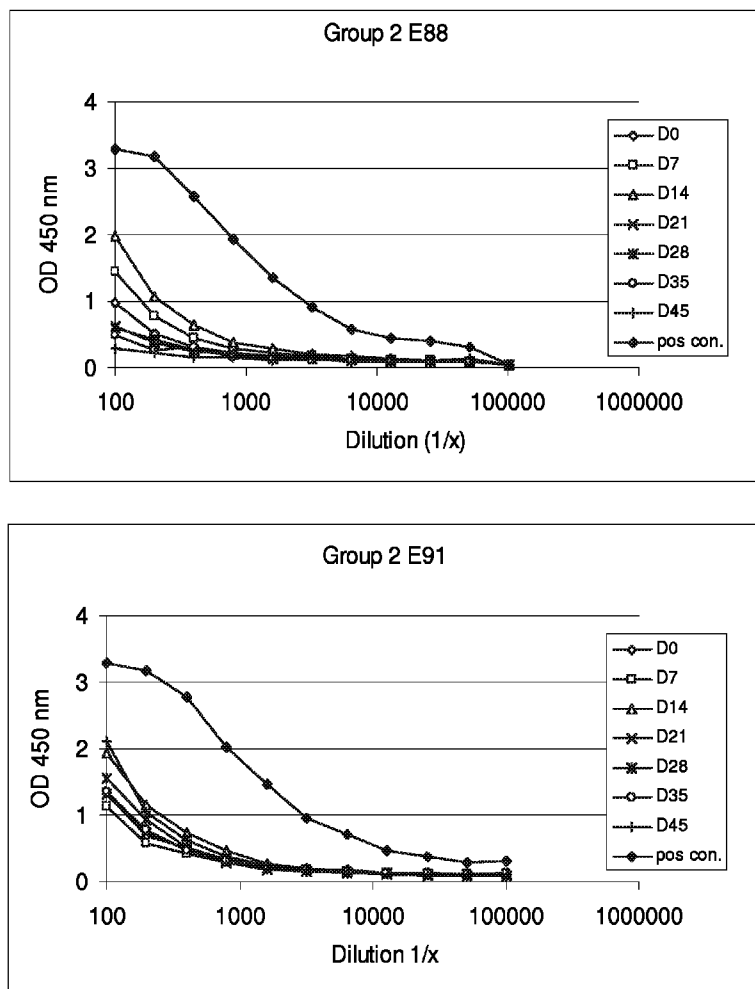 Group 2 E88
4
3
2
1
0
OD 450 nm
100 1000 10000 100000 1000000
Dilution (1/x)
D0
D7
D14
D21
D28
D35
D45
pos con.
Group 2 E91
4
3
2
1
0
OD 450 nm
100 1000 10000 100000 1000000
Dilution 1/x
D0
D7
D14
D21
D28
D35
D45
pos con.